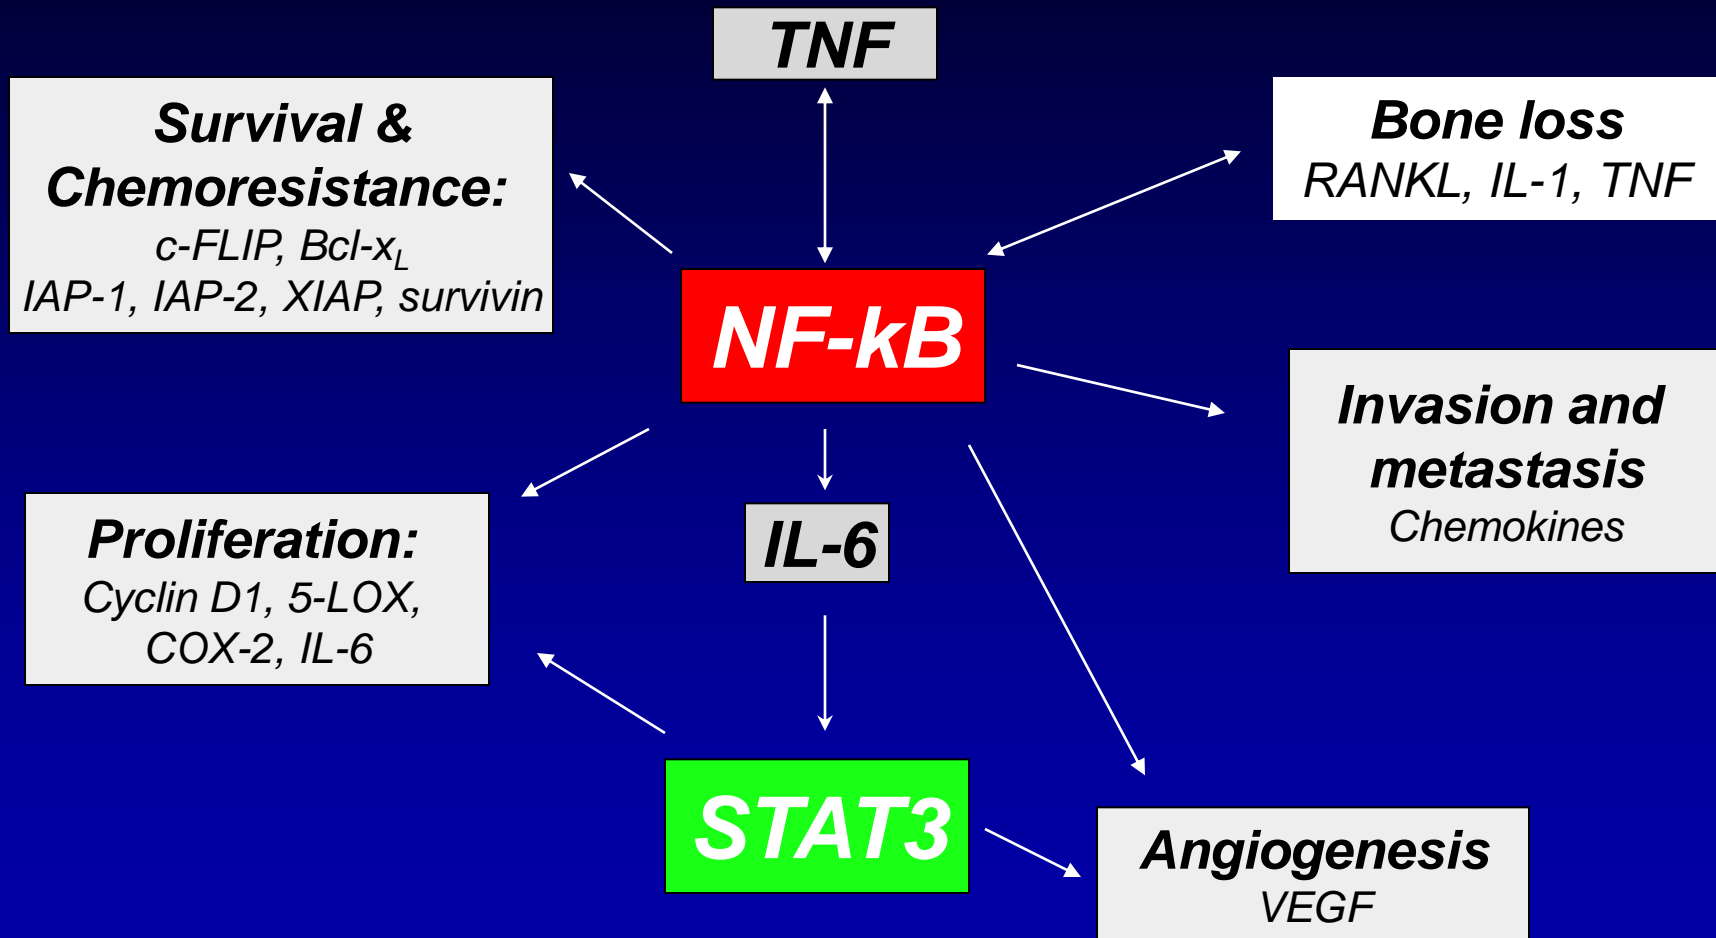 TNF
Survival &
Chemoresistance:
c-FLIP, Bcl-xL
IAP-1, IAP-2, XIAP, survivin
Bone loss
RANKL, IL-1, TNF
NF-kB
Invasion and
metastasis
Chemokines
Proliferation:
Cyclin D1, 5-LOX,
COX-2, IL-6
IL-6
STAT3
Angiogenesis
VEGF